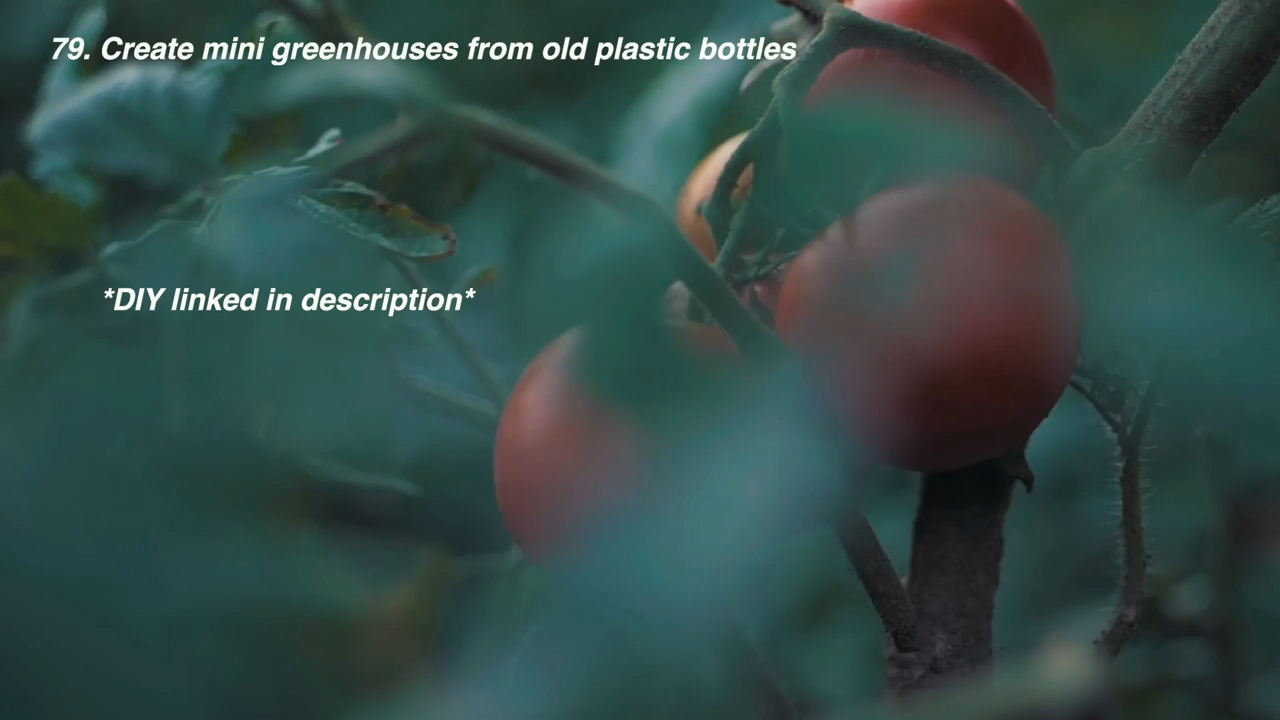 79. Create mini greenhouses from old plastic bottles
*DIY linked in description*